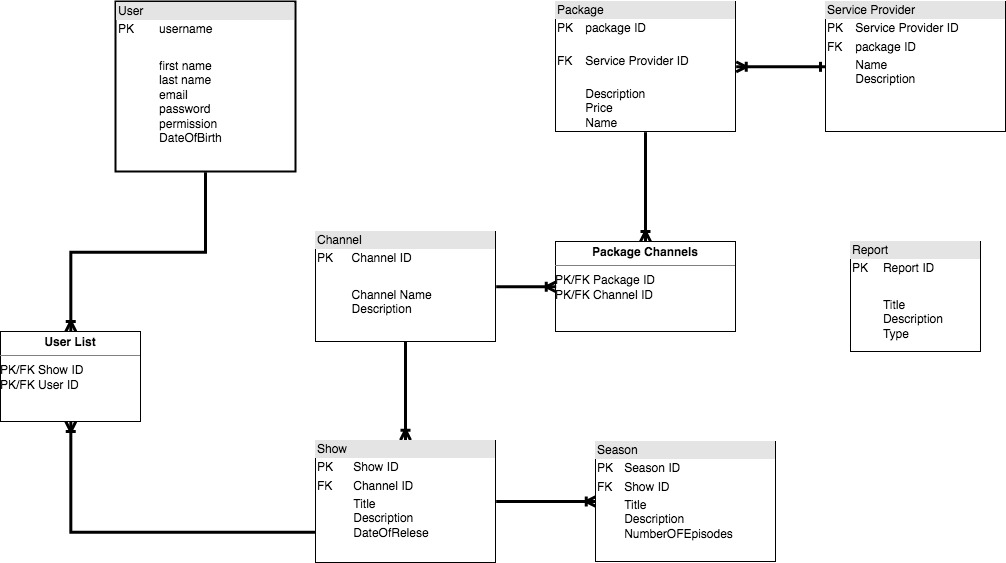 User
PK username
first name
last name
email
password
permission
DateOfBirth
Package
PK package ID
FK Service Provider ID
Description
Price
Name
Service Provider
PK Service Provider ID
FK package ID
Name
Description
Channel
PK Channel ID
Channel Name
Description
Package Channels
PK/FK Package ID
PK/FK Channel ID
Report
PK Report ID
Title
Description
Type
User List
PK/FK Show ID
PK/FK User ID
Show
PK Show ID
FK Channel ID
Title
Description
DateOfRelese
Season
PK Season ID
FK Show ID
Title
Description
NumberOFEpisodes